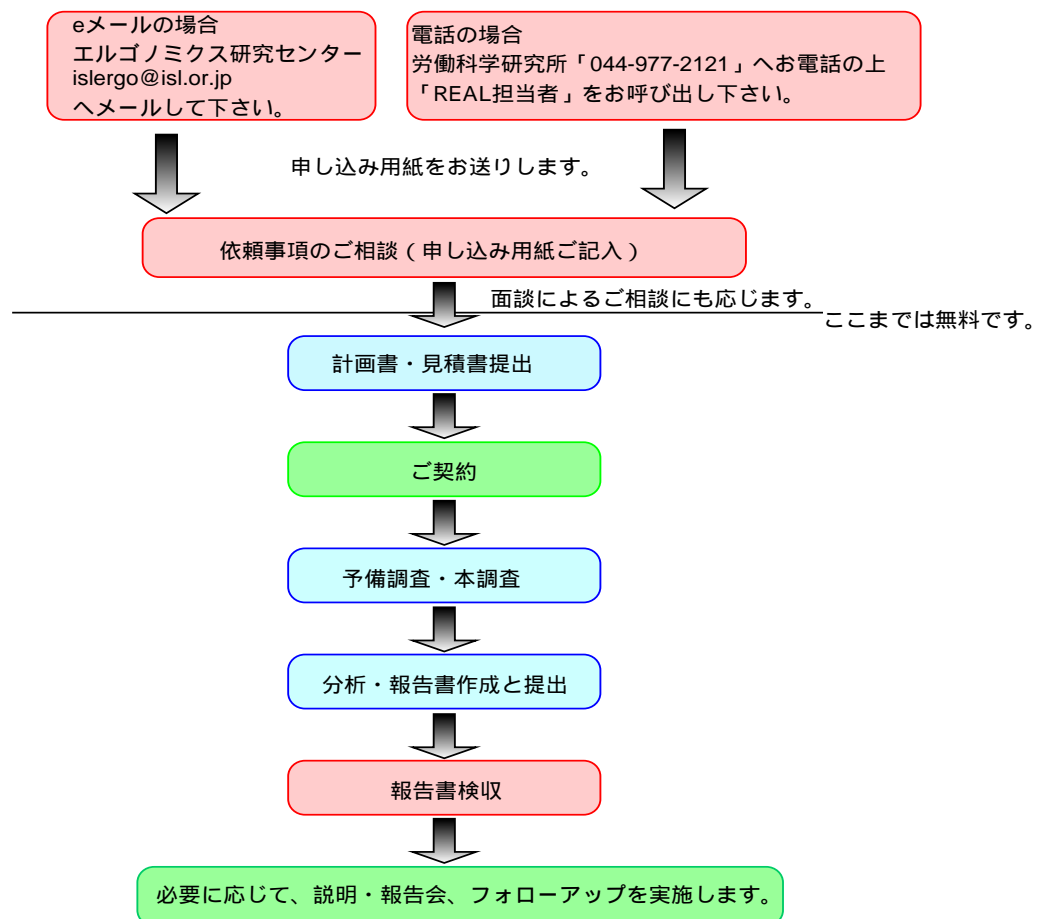 eメールの場合
エルゴノミクス研究センター
islergo@isl.or.jp
へメールして下さい。
電話の場合
労働科学研究所「044-977-2121」へお電話の上
「REAL担当者」をお呼び出し下さい。
申し込み用紙をお送りします。
依頼事項のご相談（申し込み用紙ご記入）
面談によるご相談にも応じます。
ここまでは無料です。
計画書・見積書提出
ご契約
予備調査・本調査
分析・報告書作成と提出
報告書検収
必要に応じて、説明・報告会、フォローアップを実施します。